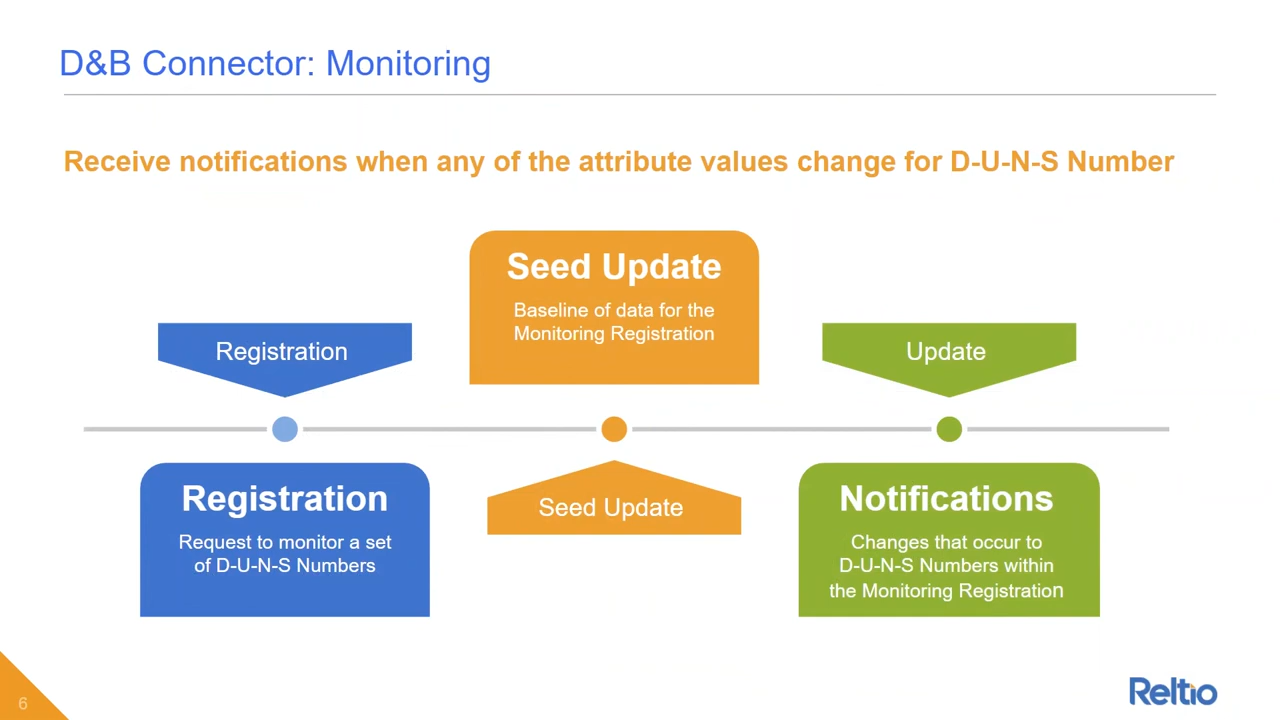 D&B Connector: Monitoring
Receive notifications when any of the attribute values change for D-U-N-S Number
Registration
Registration
Request to monitor a set
of D-U-N-S Numbers
Seed Update
Baseline of data for the
Monitoring Registration
Seed Update
Update
Notifications
Changes that occur to
D-U-N-S Numbers within
the Monitoring Registration
6
Reltio